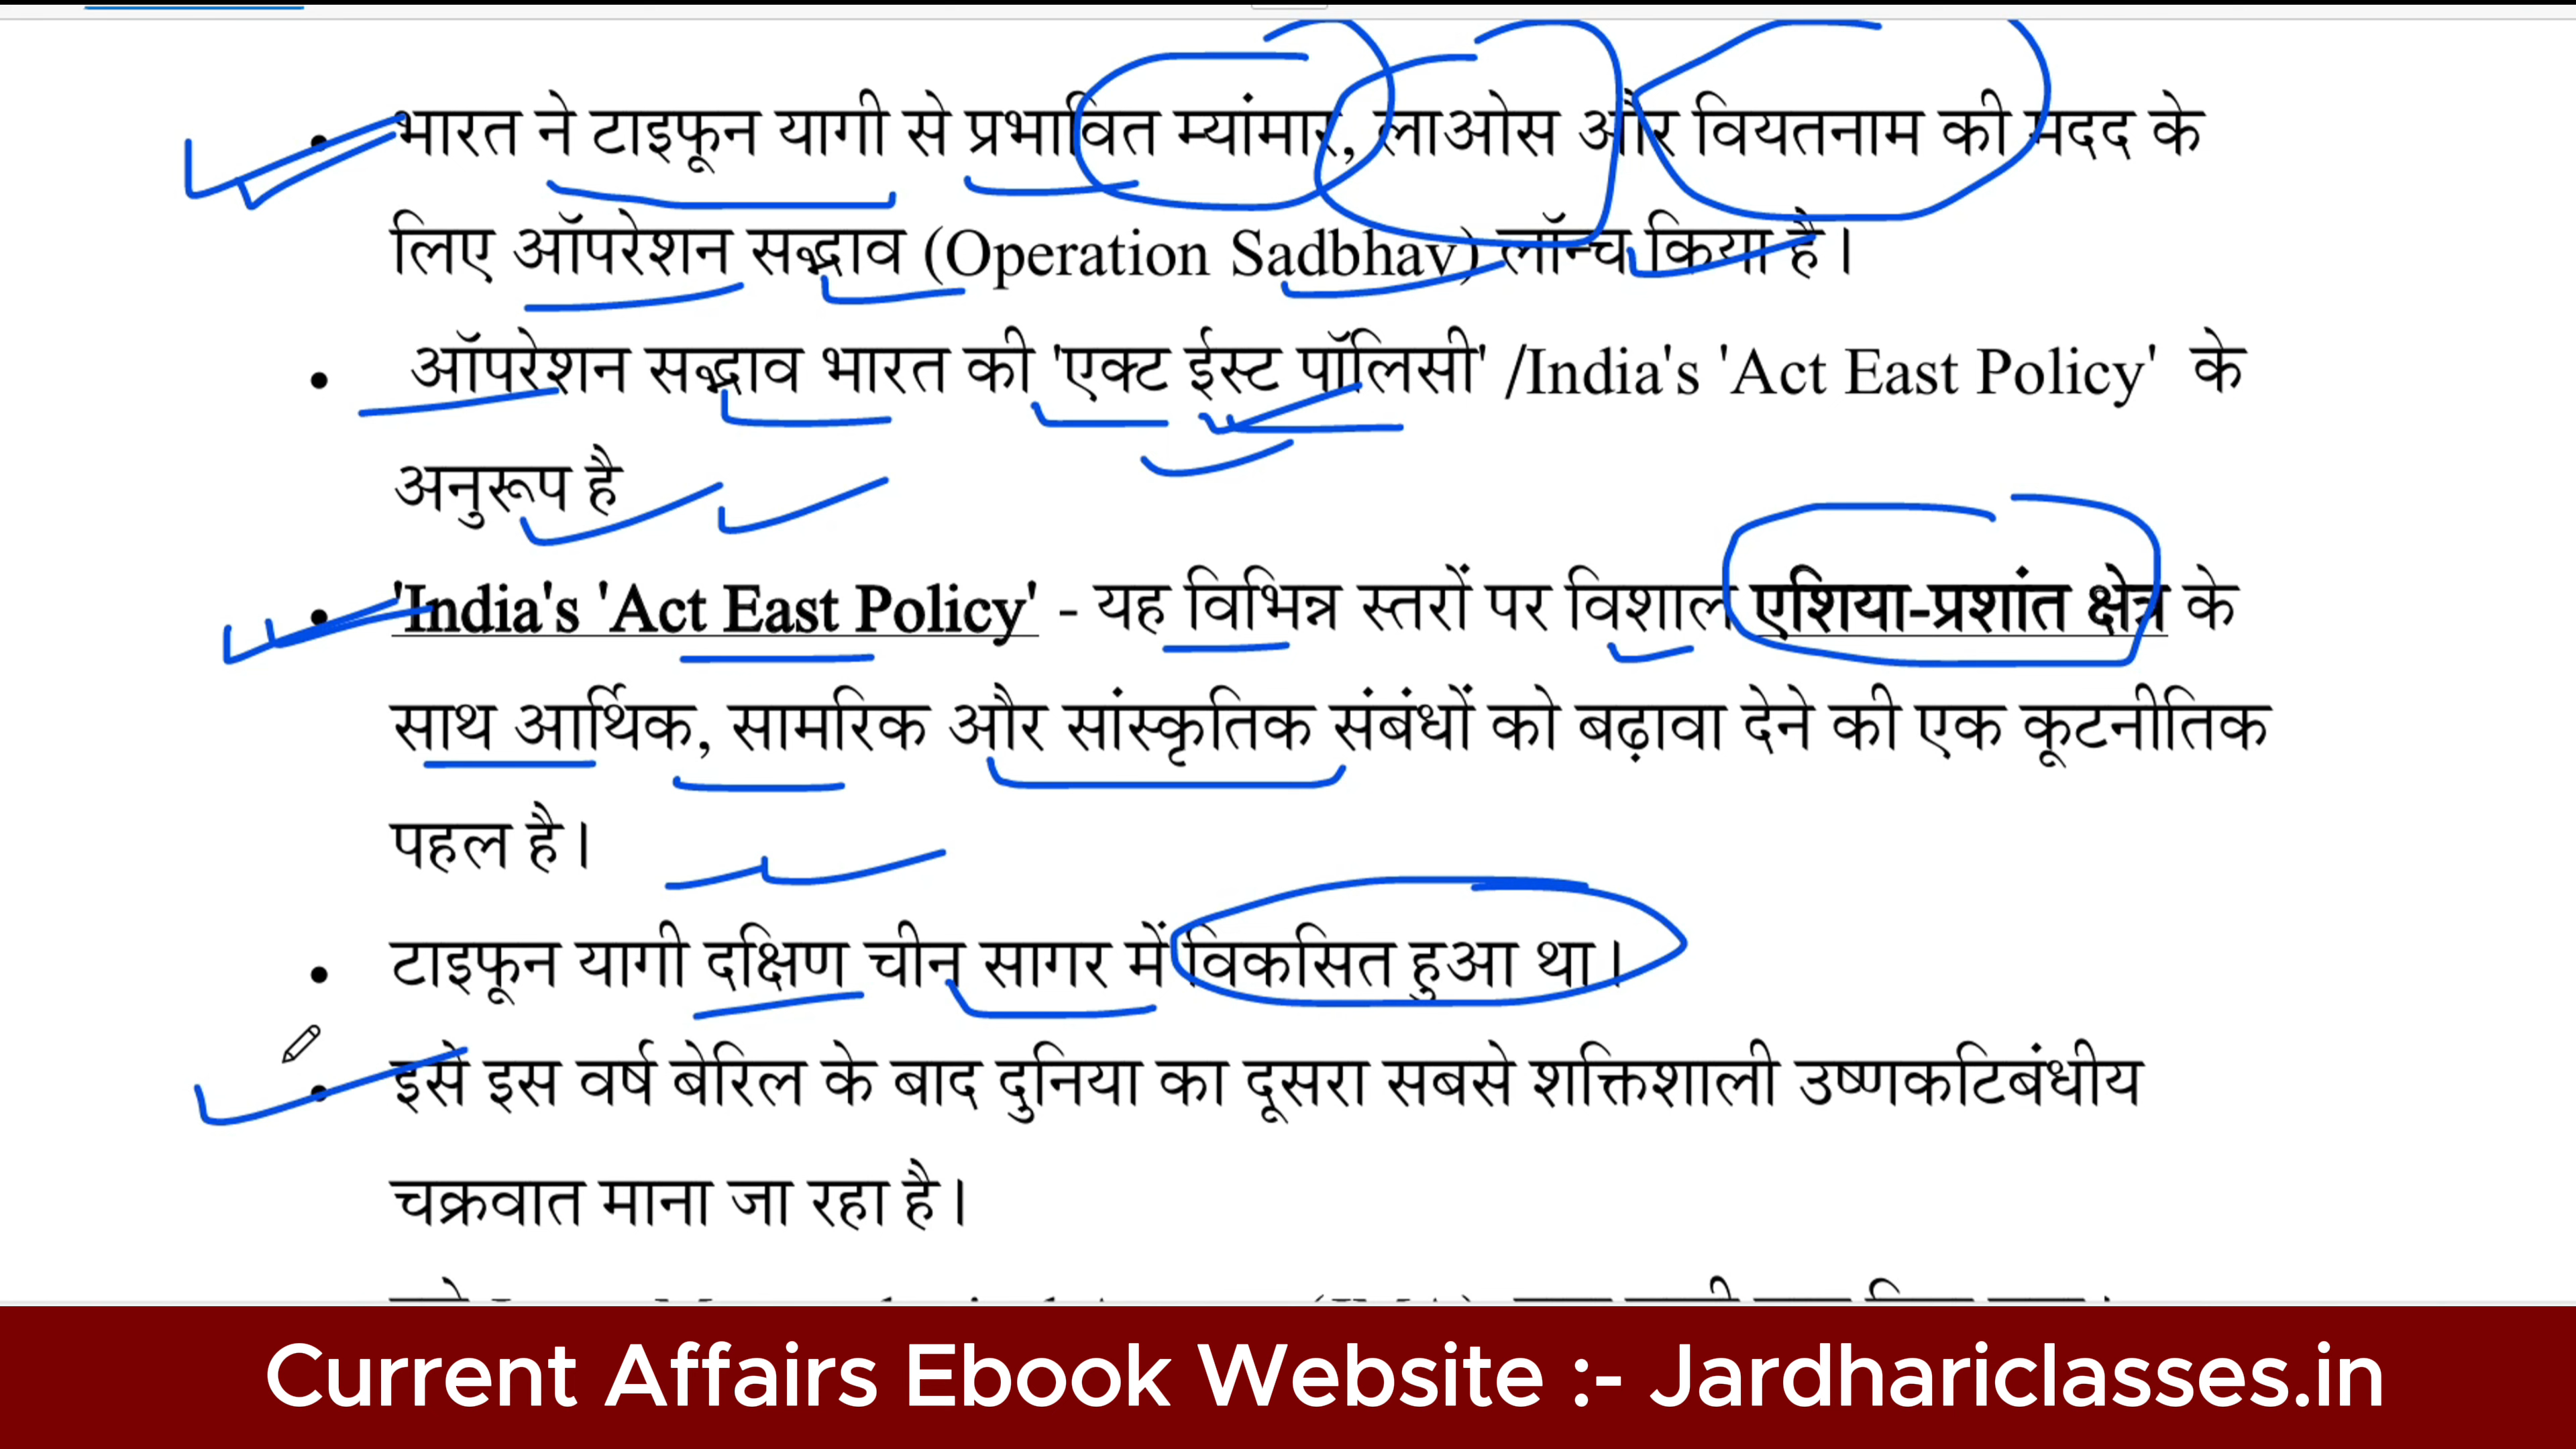 भारत ने टाइफून यागी से प्रभावित म्यांमार, लाओस और वियतनाम की मदद के
लिए ऑपरेशन सद्भाव (Operation Sadbhav) लॉन्च किया है।
ऑपरेशन सद्भाव भारत की 'एक्ट ईस्ट पॉलिसी' /India's 'Act East Policy' के
अनुरूप है
'India's 'Act East Policy' - यह विभिन्न स्तरों पर विशाल एशिया-प्रशांत क्षेत्र के
साथ आर्थिक, सामरिक और सांस्कृतिक संबंधों को बढ़ावा देने की एक कूटनीतिक
पहल है।
टाइफून यागी दक्षिण चीन सागर में विकसित हुआ था।
इसे इस वर्ष बेरिल के बाद दुनिया का दूसरा सबसे शक्तिशाली उष्णकटिबंधीय
चक्रवात माना जा रहा है।
Current Affairs Ebook Website :- Jardhariclasses.in